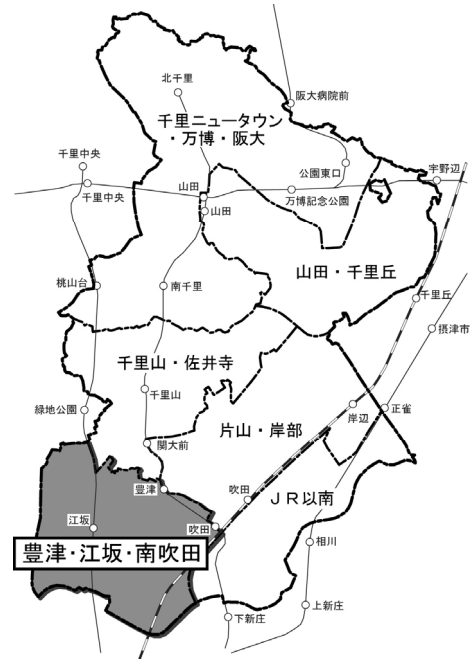 北千里
阪大病院前
千里ニュータウン
・万博・阪大
千里中央
公園東口
宇野辺
千里中央
山田
万博記念公園
山田
山田・千里丘
桃山台
南千里
千里丘
摂津市
千里山・佐井寺
千里山
岸辺
正雀
緑地公園
片山・岸部
関大前
豊津
吹田
JR以南
江坂
吹田
相川
豊津・江坂・南吹田
上新庄
下新庄